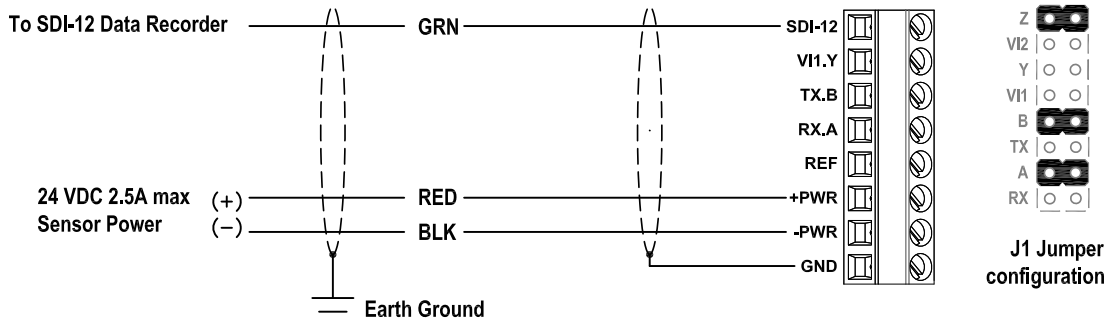 To SDI-12 Data Recorder
GRN
SDI-12
VI1.Y
TX.B
RX.A
REF
24 VDC 2.5A max
Sensor Power
(+)
(−)
RED
BLK
+PWR
-PWR
GND
Earth Ground
Z
VI2
Y
VI1
B
TX
A
RX
J1 Jumper
configuration